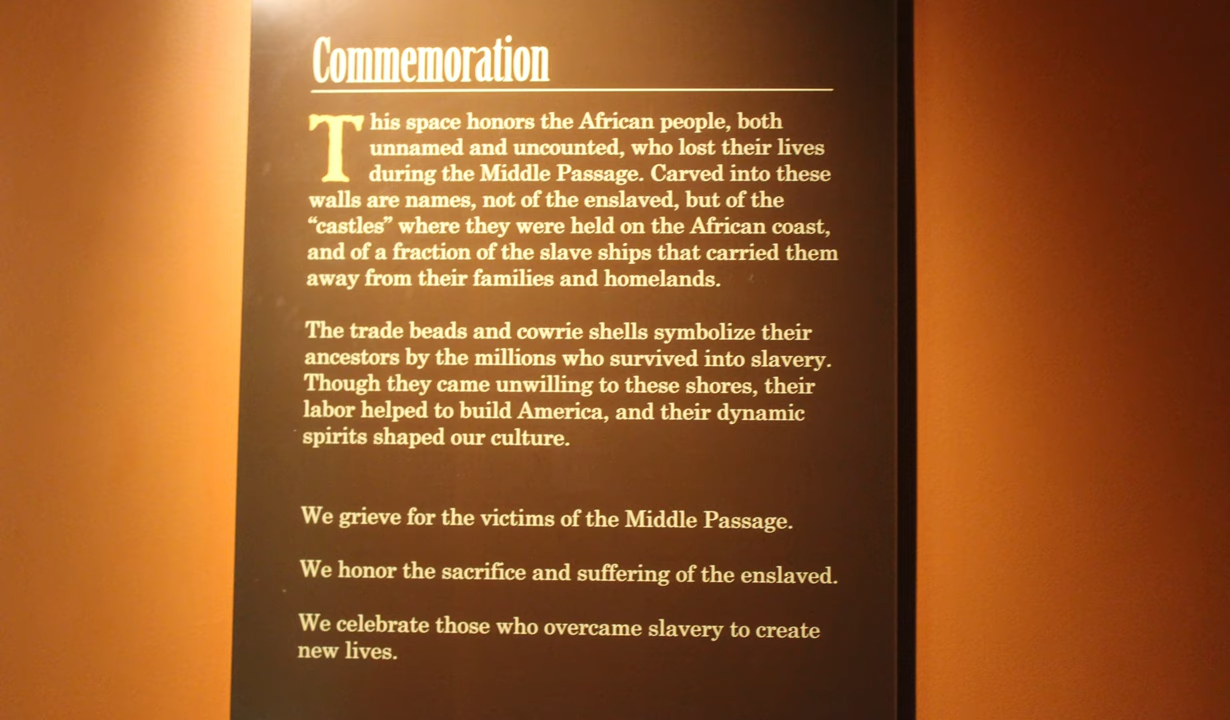 Commemoration
This space honors the African people, both
unnamed and uncounted, who lost their lives
during the Middle Passage. Carved into these
walls are names, not of the enslaved, but of the
“castles” where they were held on the African coast,
and of a fraction of the slave ships that carried them
away from their families and homelands.
The trade beads and cowrie shells symbolize their
ancestors by the millions who survived into slavery.
Though they came unwilling to these shores, their
labor helped to build America, and their dynamic
spirits shaped our culture.
We grieve for the victims of the Middle Passage.
We honor the sacrifice and suffering of the enslaved.
We celebrate those who overcame slavery to create
new lives.